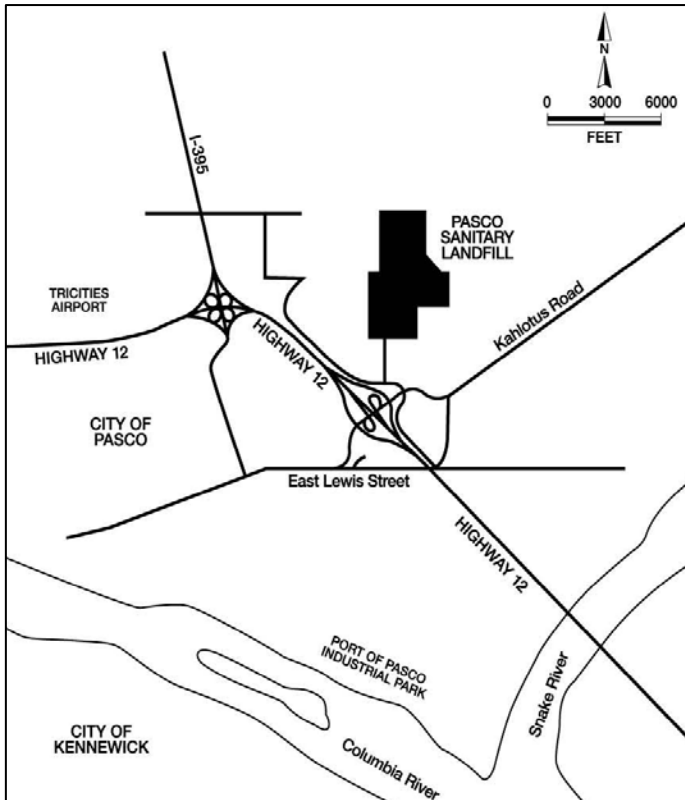 N
0 3000 6000
FEET
I-395
PASCO
SANITARY
LANDFILL
TRICITIES
AIRPORT
Kahlotus Road
HIGHWAY 12
HIGHWAY 12
CITY OF
PASCO
East Lewis Street
HIGHWAY 12
PORT OF PASCO
INDUSTRIAL PARK
Snake River
CITY OF
KENNEWICK
Columbia River